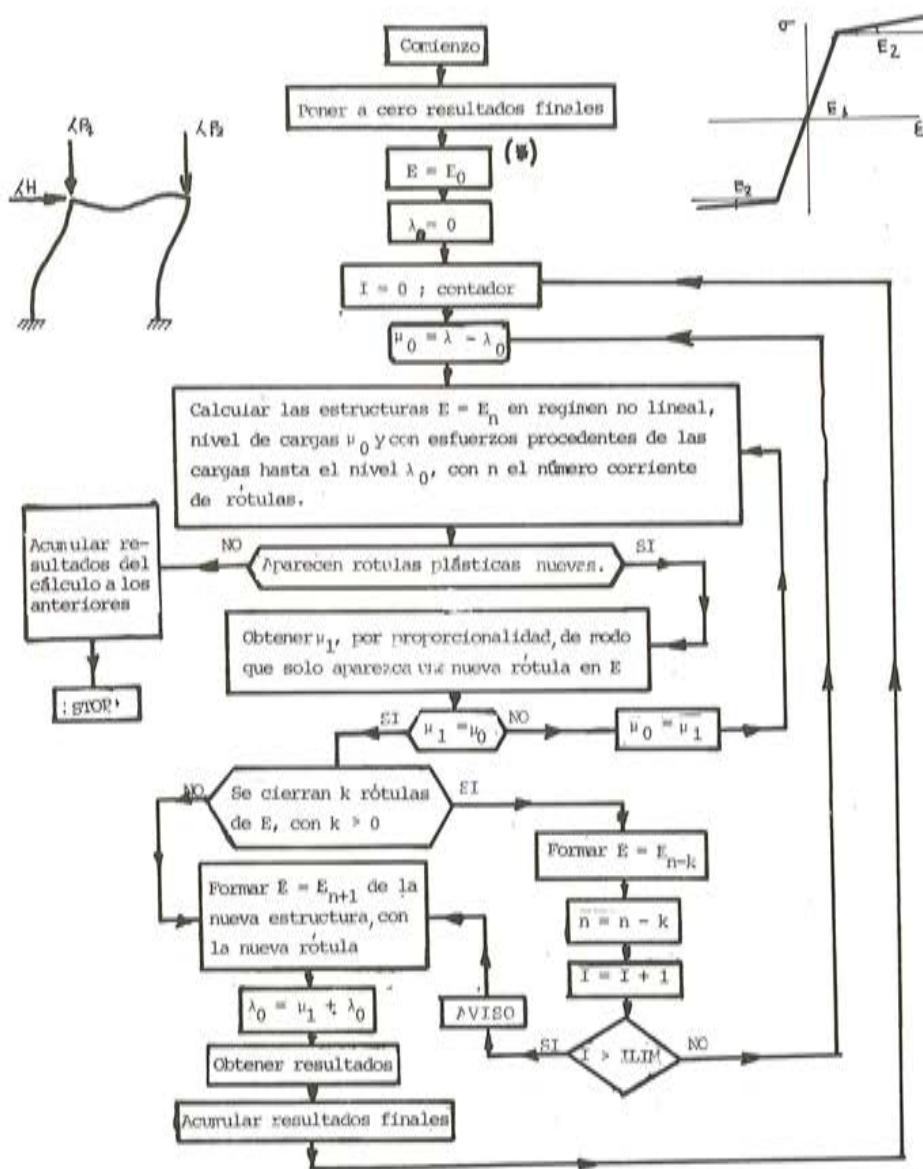 Comienzo
Poner a cero resultados finales
E = E0
λ0 = 0
I = 0 ; contador
μ0 = λ - λ0
Calcular las estructuras E = En en regimen no lineal,
nivel de cargas μ0 y con esfuerzos procedentes de las
cargas hasta el nivel λ0, con n el número corriente
de rótulas.
Aparecen rotulas plásticas nuevas.
NO
SI
Acumular re-
sultados del
cálculo a los
anteriores
STOP
Obtener μ1, por proporcionalidad, de modo
que solo aparezca una nueva rótula en E
SI
μ1 = μ0
NO
μ0 = μ1
NO
Se cierran k rótulas
de E, con k > 0
SI
Formar E = En-k
n = n - k
I = I + 1
I > ILIM
SI
NO
AVISO
Formar E = En+1 de la
nueva estructura, con
la nueva rótula
λ0 = μ1 + λ0
Obtener resultados
Acumular resultados finales
λP1
λP2
λH
σ
E2
E1
ε
E2